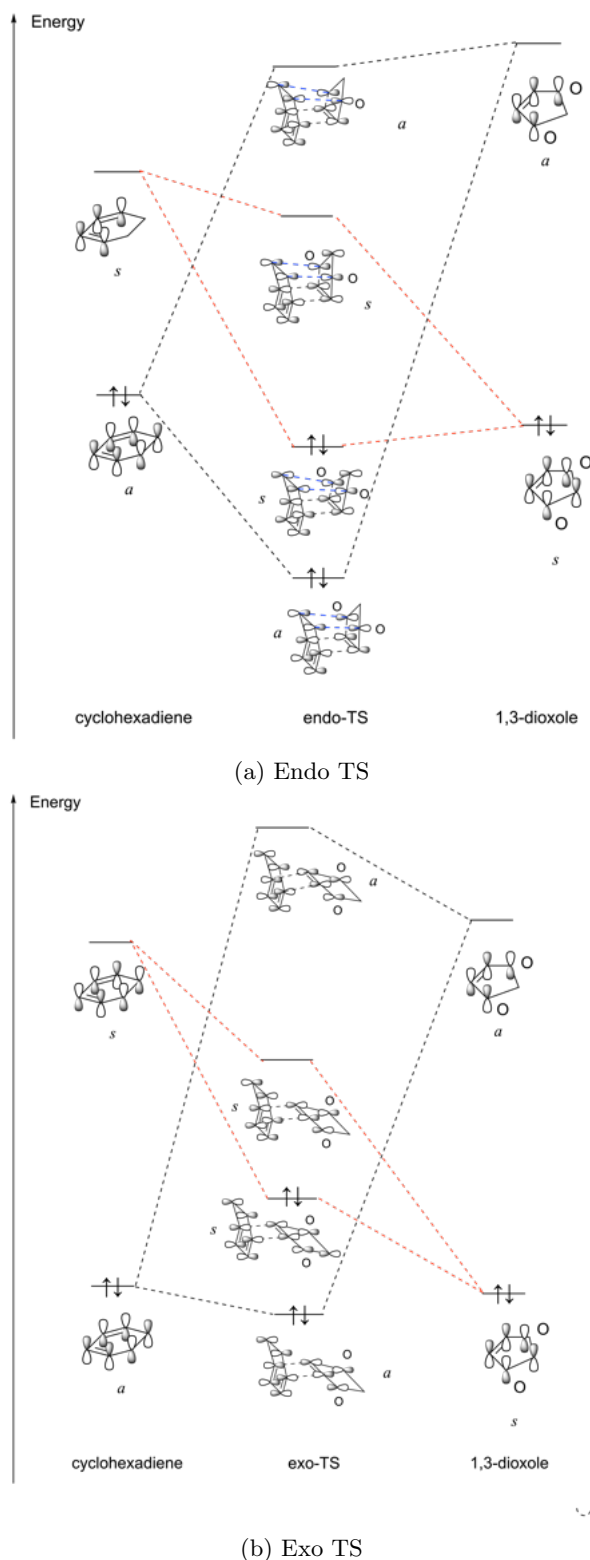 Energy
O
a
O
O
a
s
O
O
s
a
O
O
s
O
O
s
O
O
a
cyclohexadiene endo-TS 1,3-dioxole
(a) Endo TS
Energy
O
a
O
O
O
a
s
O
s
O
O
s
O
O
O
a
O
a
O
s
cyclohexadiene exo-TS 1,3-dioxole
(b) Exo TS